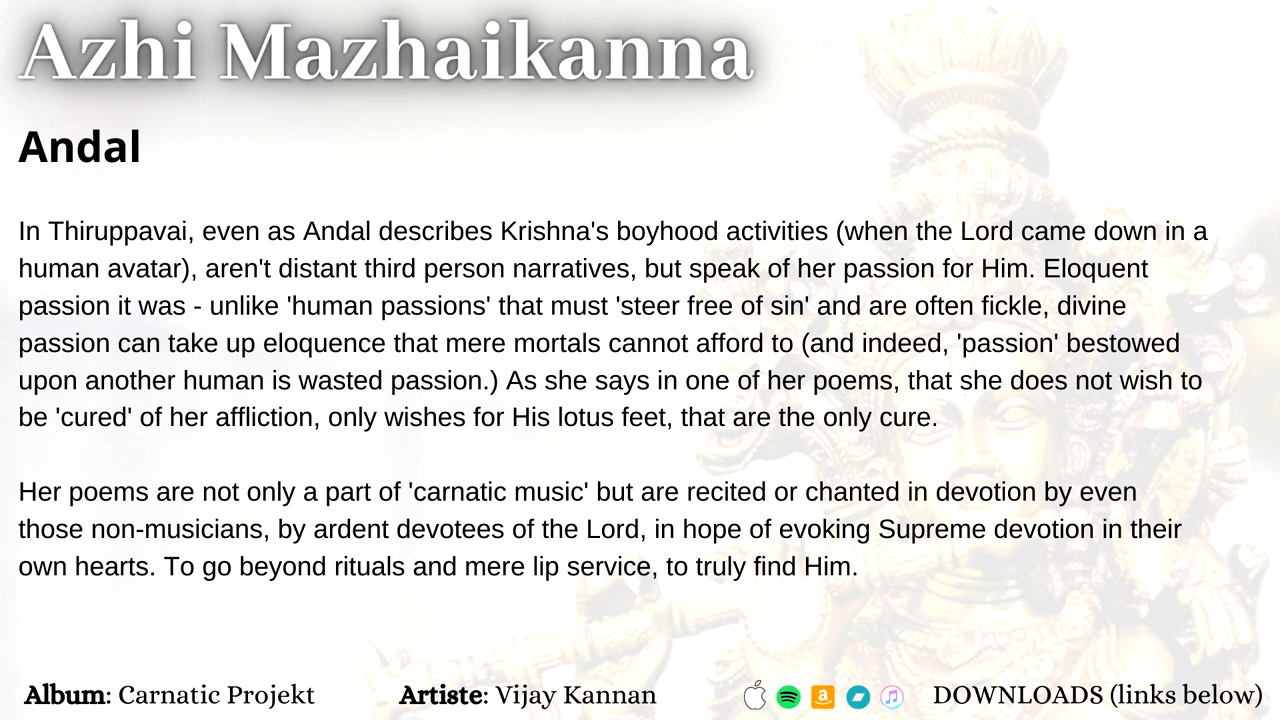 Azhi Mazhaikanna
Andal
In Thiruppavai, even as Andal describes Krishna's boyhood activities (when the Lord came down in a
human avatar), aren't distant third person narratives, but speak of her passion for Him. Eloquent
passion it was - unlike 'human passions' that must 'steer free of sin' and are often fickle, divine
passion can take up eloquence that mere mortals cannot afford to (and indeed, 'passion' bestowed
upon another human is wasted passion.) As she says in one of her poems, that she does not wish to
be 'cured' of her affliction, only wishes for His lotus feet, that are the only cure.
Her poems are not only a part of 'carnatic music' but are recited or chanted in devotion by even
those non-musicians, by ardent devotees of the Lord, in hope of evoking Supreme devotion in their
own hearts. To go beyond rituals and mere lip service, to truly find Him.
Album: Carnatic Projekt Artiste: Vijay Kannan DOWNLOADS (links below)